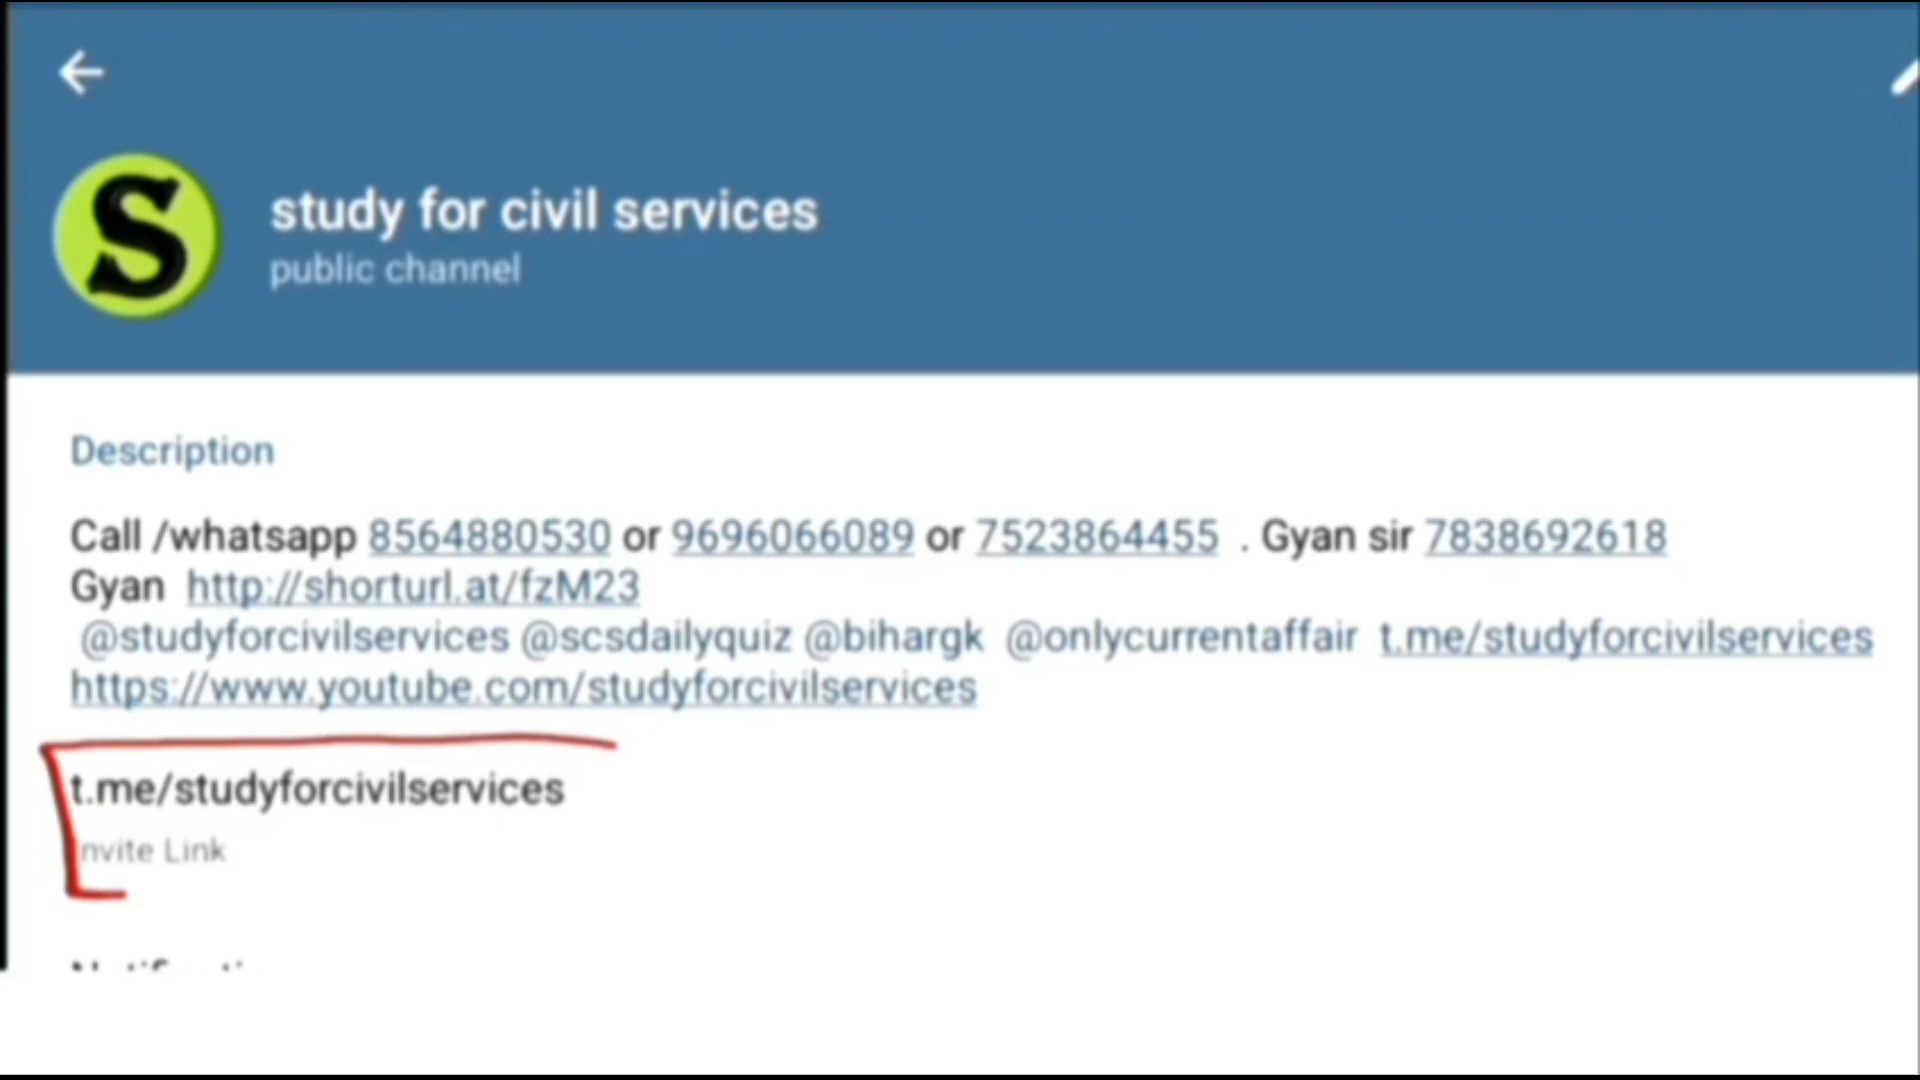 S
study for civil services
public channel
Description
Call /whatsapp 8564880530 or 9696066089 or 7523864455 . Gyan sir 7838692618
Gyan http://shorturl.at/fzM23
@studyforcivilservices @scsdailyquiz @bihargk @onlycurrentaffair t.me/studyforcivilservices
https://www.youtube.com/studyforcivilservices
t.me/studyforcivilservices
Invite Link